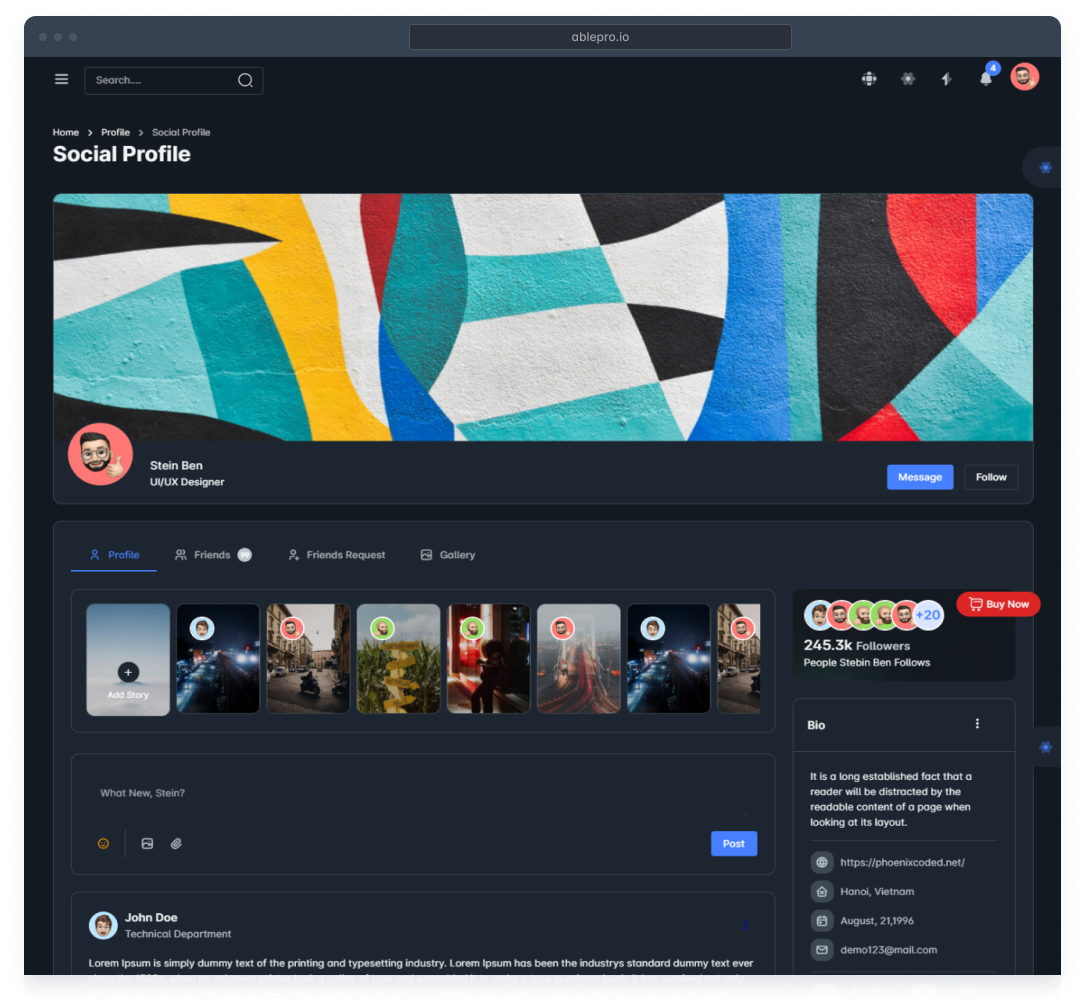 ablepro.io
Search....
4
Home > Profile > Social Profile
Social Profile
Stein Ben
UI/UX Designer
Message
Follow
Profile
Friends
Friends Request
Gallery
Add Story
+20
Buy Now
245.3k Followers
People Stebin Ben Follows
What New, Stein?
Post
Bio
It is a long established fact that a
reader will be distracted by the
readable content of a page when
looking at its layout.
https://phoenixcoded.net/
Hanoi, Vietnam
August, 21,1996
demo123@mail.com
John Doe
Technical Department
Lorem Ipsum is simply dummy text of the printing and typesetting industry. Lorem Ipsum has been the industrys standard dummy text ever